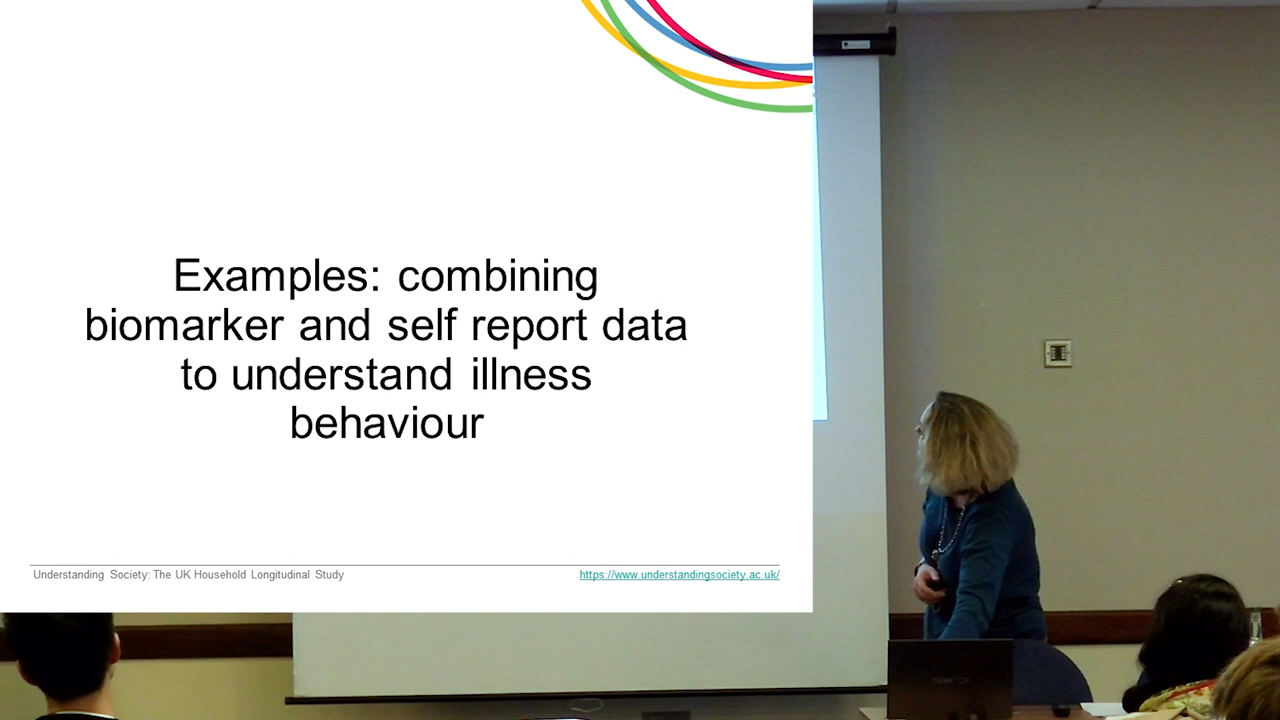 Examples: combining
biomarker and self report data
to understand illness
behaviour
Understanding Society: The UK Household Longitudinal Study
https://www.understandingsociety.ac.uk/